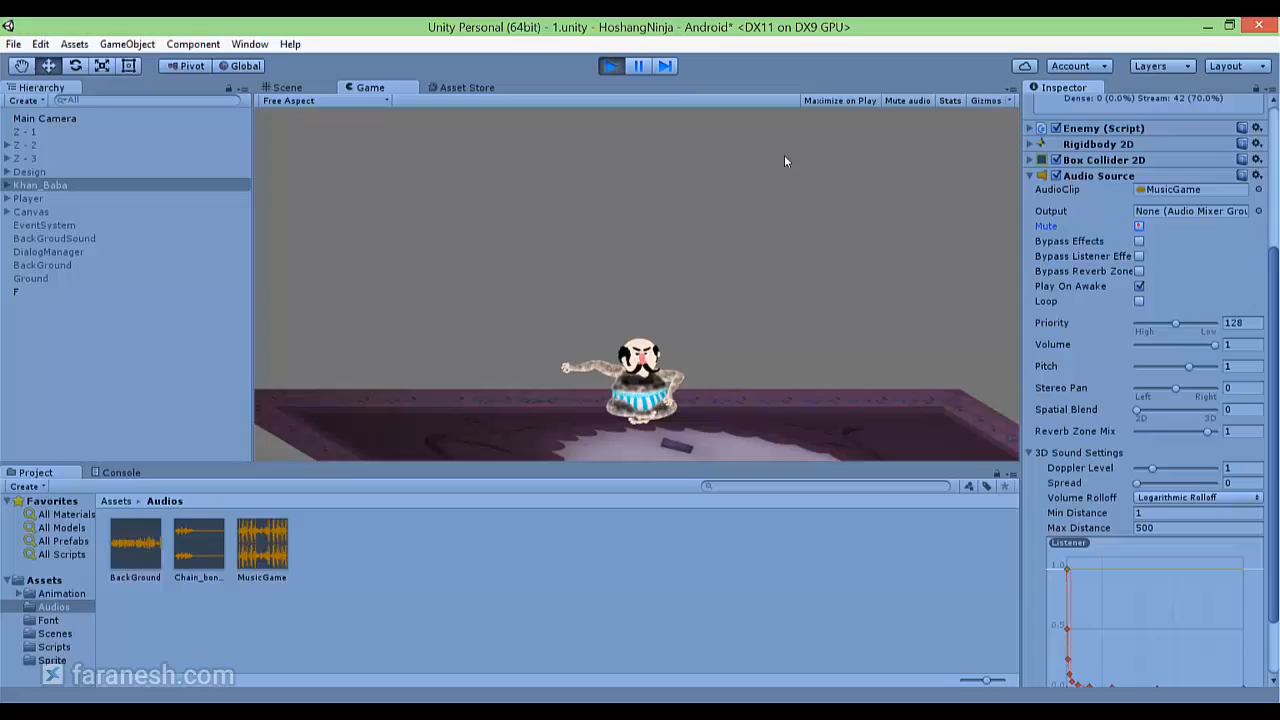 Unity Personal (64bit) - 1.unity - HoshangNinja - Android* <DX11 on DX9 GPU>
File Edit Assets GameObject Component Window Help
Pivot Global Account Layers Layout
Hierarchy
Create All
Main Camera
Z - 1
Z - 2
Z - 3
Design
Khan_Baba
Player
Canvas
EventSystem
BackGroudSound
DialogManager
BackGround
Ground
F
Scene Game Asset Store
Free Aspect Maximize on Play Mute audio Stats Gizmos
Inspector
Dense: 0 (0.0%) Stream: 42 (70.0%)
Enemy (Script)
Rigidbody 2D
Box Collider 2D
Audio Source
AudioClip MusicGame
Output None (Audio Mixer Grou
Mute
Bypass Effects
Bypass Listener Effe
Bypass Reverb Zone
Play On Awake
Loop
Priority 128
High Low
Volume 1
Pitch 1
Stereo Pan 0
Left Right
Spatial Blend 0
2D 3D
Reverb Zone Mix 1
3D Sound Settings
Doppler Level 1
Spread 0
Volume Rolloff Logarithmic Rolloff
Min Distance 1
Max Distance 500
Listener
1.0
0.5
0.0
Project Console
Create
Favorites
All Materials
All Models
All Prefabs
All Scripts
Assets
Animation
Audios
Font
Scenes
Scripts
Sprite
Assets Audios
BackGround Chain_bon... MusicGame
faranesh.com